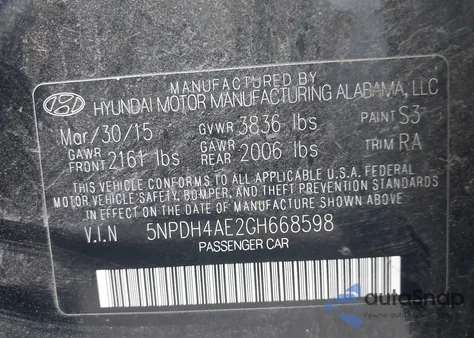 MANUFACTURED BY
HYUNDAI MOTOR MANUFACTURING ALABAMA, LLC
Mar/30/15 GVWR 3836 lbs PAINT S3
GAWR FRONT 2161 lbs GAWR REAR 2006 lbs TRIM RA
THIS VEHICLE CONFORMS TO ALL APPLICABLE U.S.A. FEDERAL
MOTOR VEHICLE SAFETY, BUMPER, AND THEFT PREVENTION
STANDARDS IN EFFECT ON THE DATE OF MANUFACTURE SHOWN ABOVE
V.I.N 5NPDH4AE2GH668598
PASSENGER CAR
autoSnap
Pewne auto